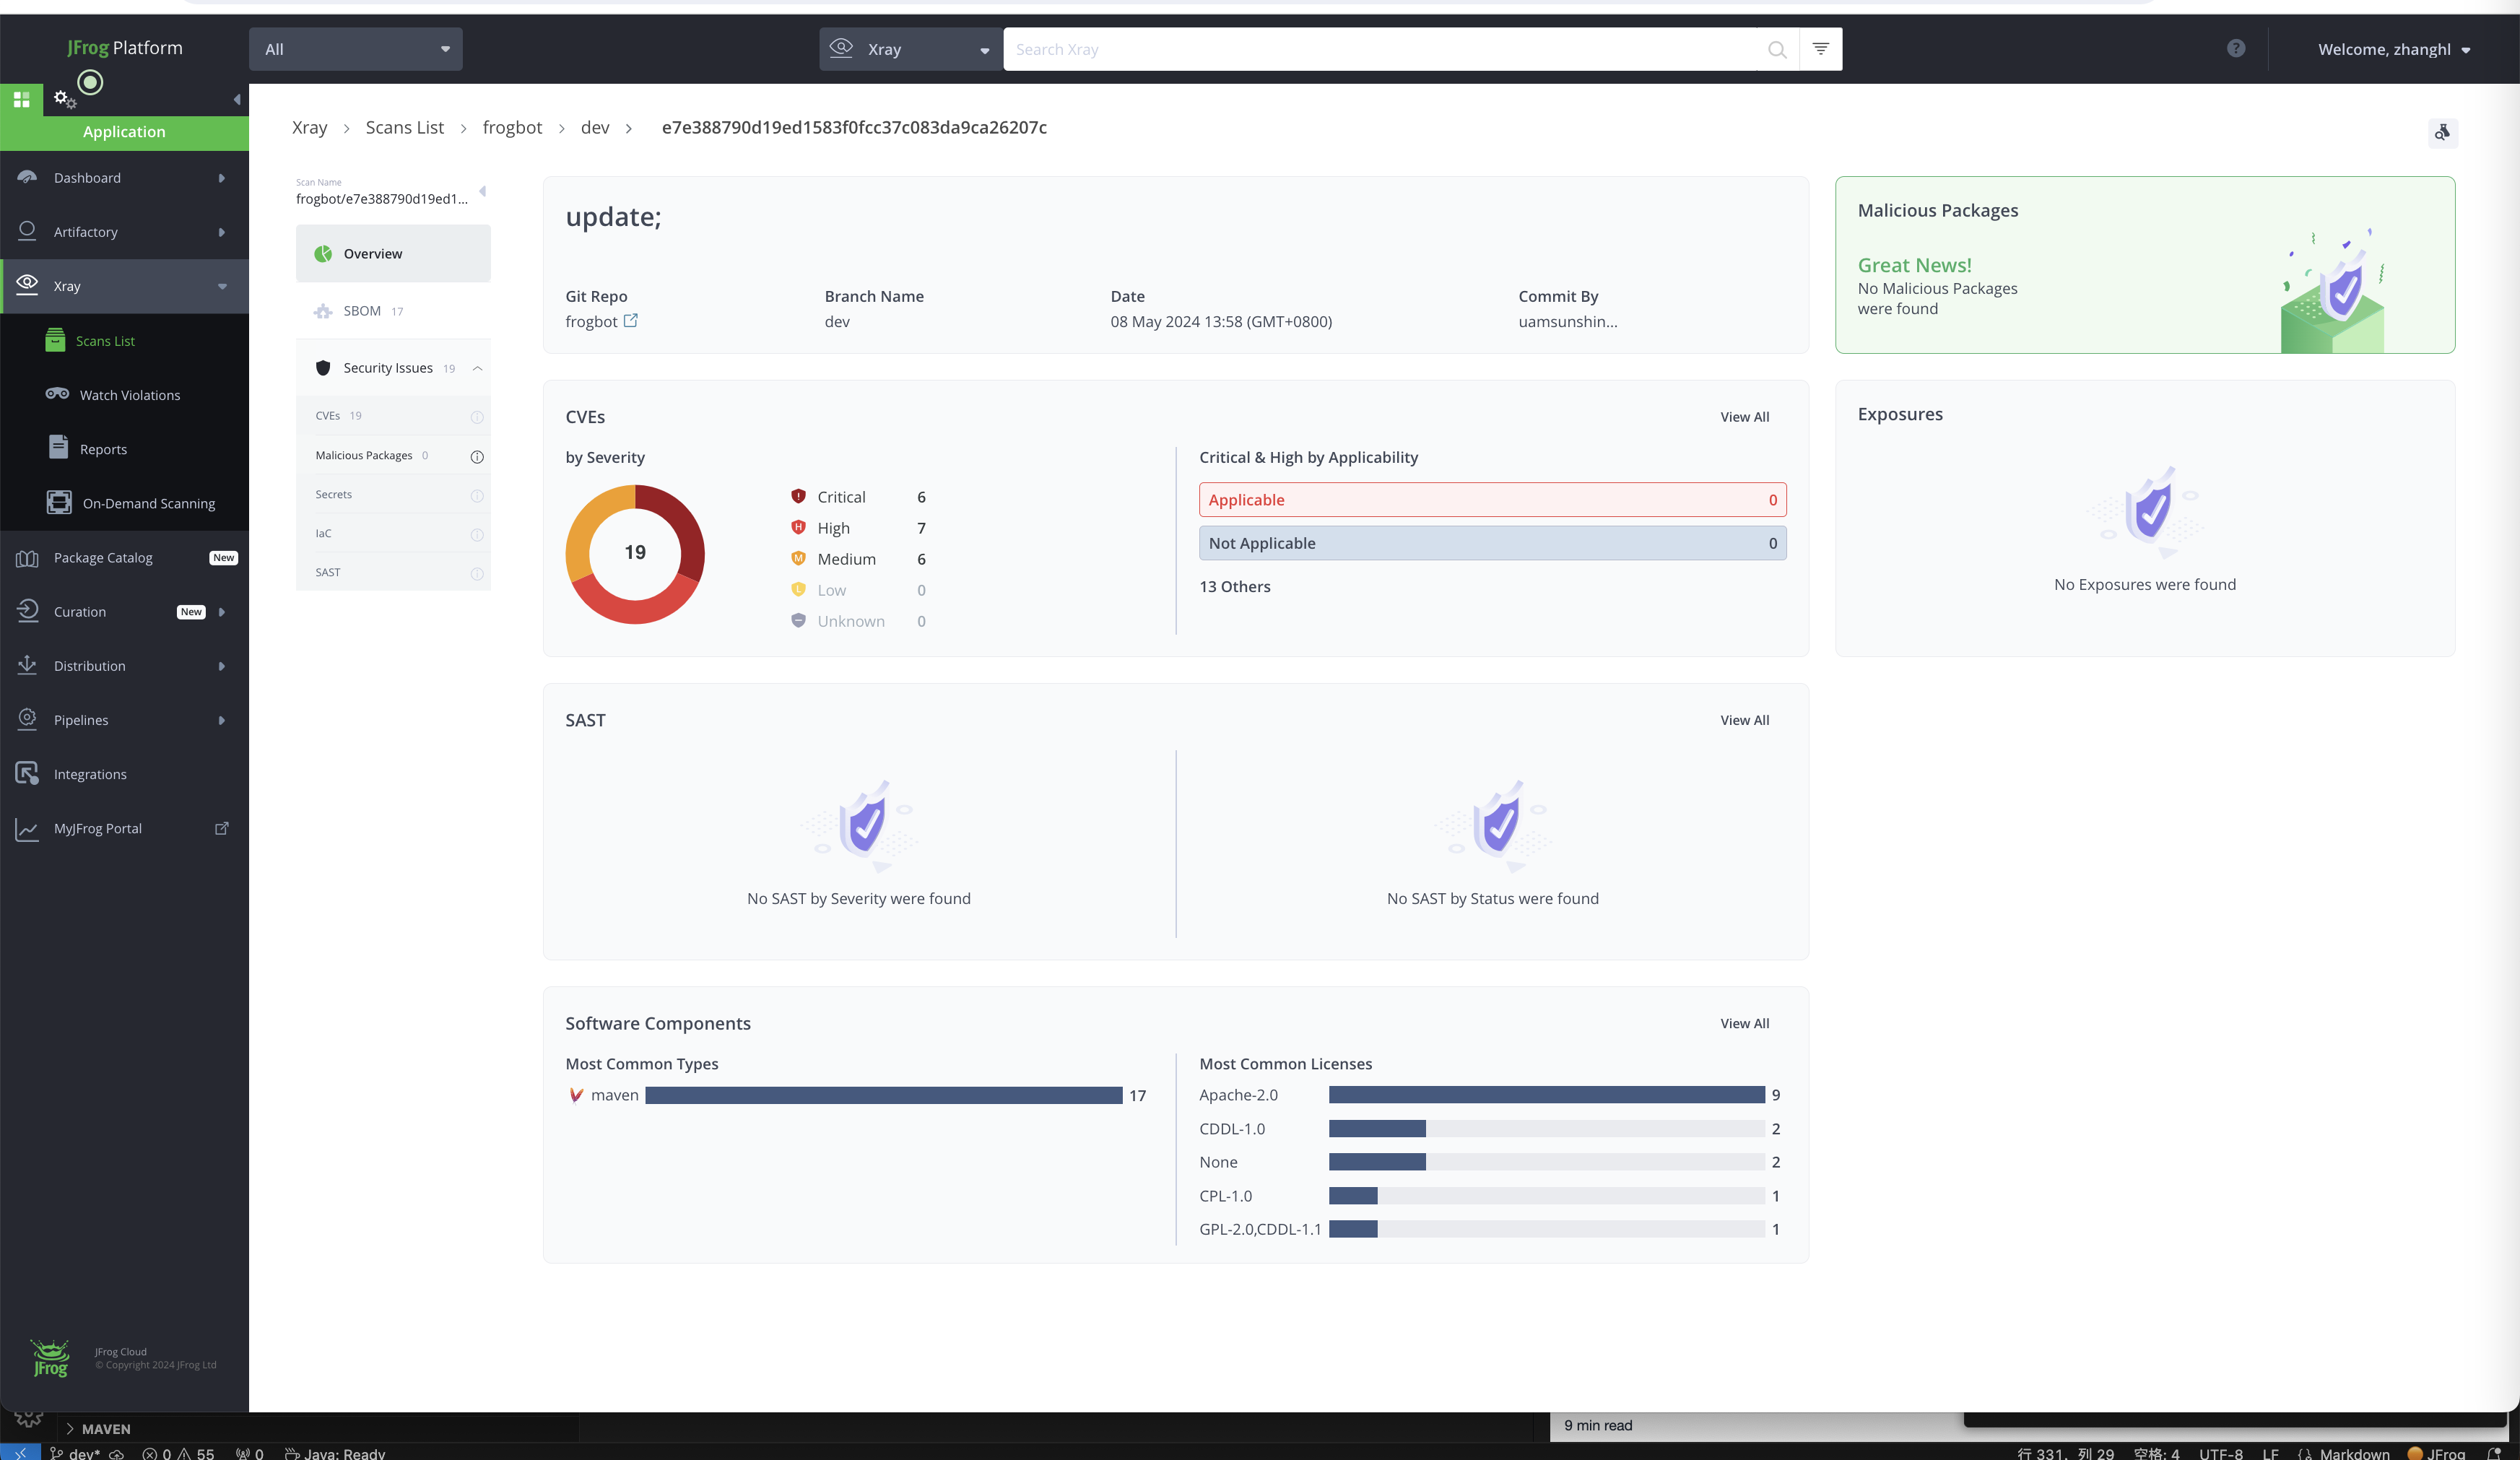 JFrog Platform
All
Xray
Search Xray
?
Welcome, zhanghl
Application
Dashboard
Artifactory
Xray
Scans List
Watch Violations
Reports
On-Demand Scanning
Package Catalog New
Curation New
Distribution
Pipelines
Integrations
MyJFrog Portal
JFrog
JFrog Cloud
© Copyright 2024 JFrog Ltd
Xray > Scans List > frogbot > dev > e7e388790d19ed1583f0fcc37c083da9ca26207c
Scan Name
frogbot/e7e388790d19ed1...
Overview
SBOM 17
Security Issues 19
CVEs 19
Malicious Packages 0
Secrets
IaC
SAST
update;
Git Repo
frogbot
Branch Name
dev
Date
08 May 2024 13:58 (GMT+0800)
Commit By
uamsunshin...
Malicious Packages
Great News!
No Malicious Packages
were found
CVEs
View All
by Severity
19
Critical 6
High 7
Medium 6
Low 0
Unknown 0
Critical & High by Applicability
Applicable 0
Not Applicable 0
13 Others
Exposures
No Exposures were found
SAST
View All
No SAST by Severity were found
No SAST by Status were found
Software Components
View All
Most Common Types
maven 17
Most Common Licenses
Apache-2.0 9
CDDL-1.0 2
None 2
CPL-1.0 1
GPL-2.0,CDDL-1.1 1
MAVEN
9 min read
dev* 0 55 0 Java: Ready
行 331, 列 29 空格: 4 UTF-8 LF Markdown JFrog